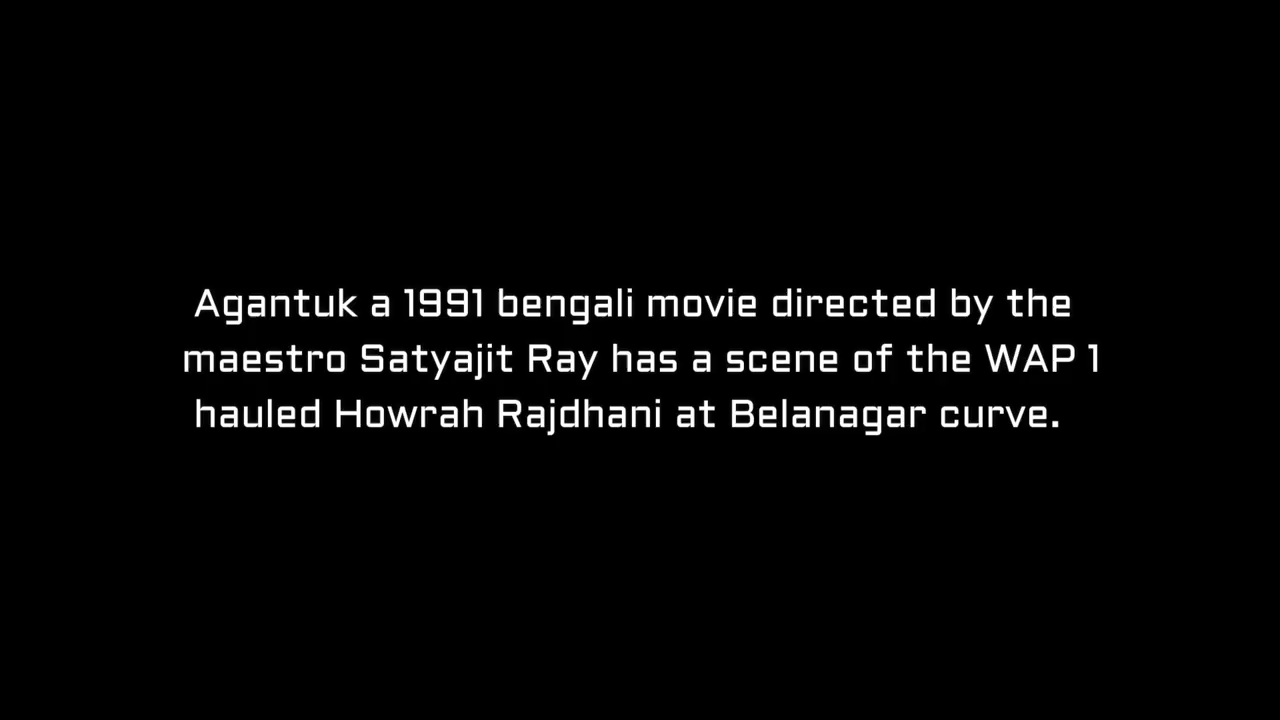 Agantuk a 1991 bengali movie directed by the
maestro Satyajit Ray has a scene of the WAP 1
hauled Howrah Rajdhani at Belanagar curve.